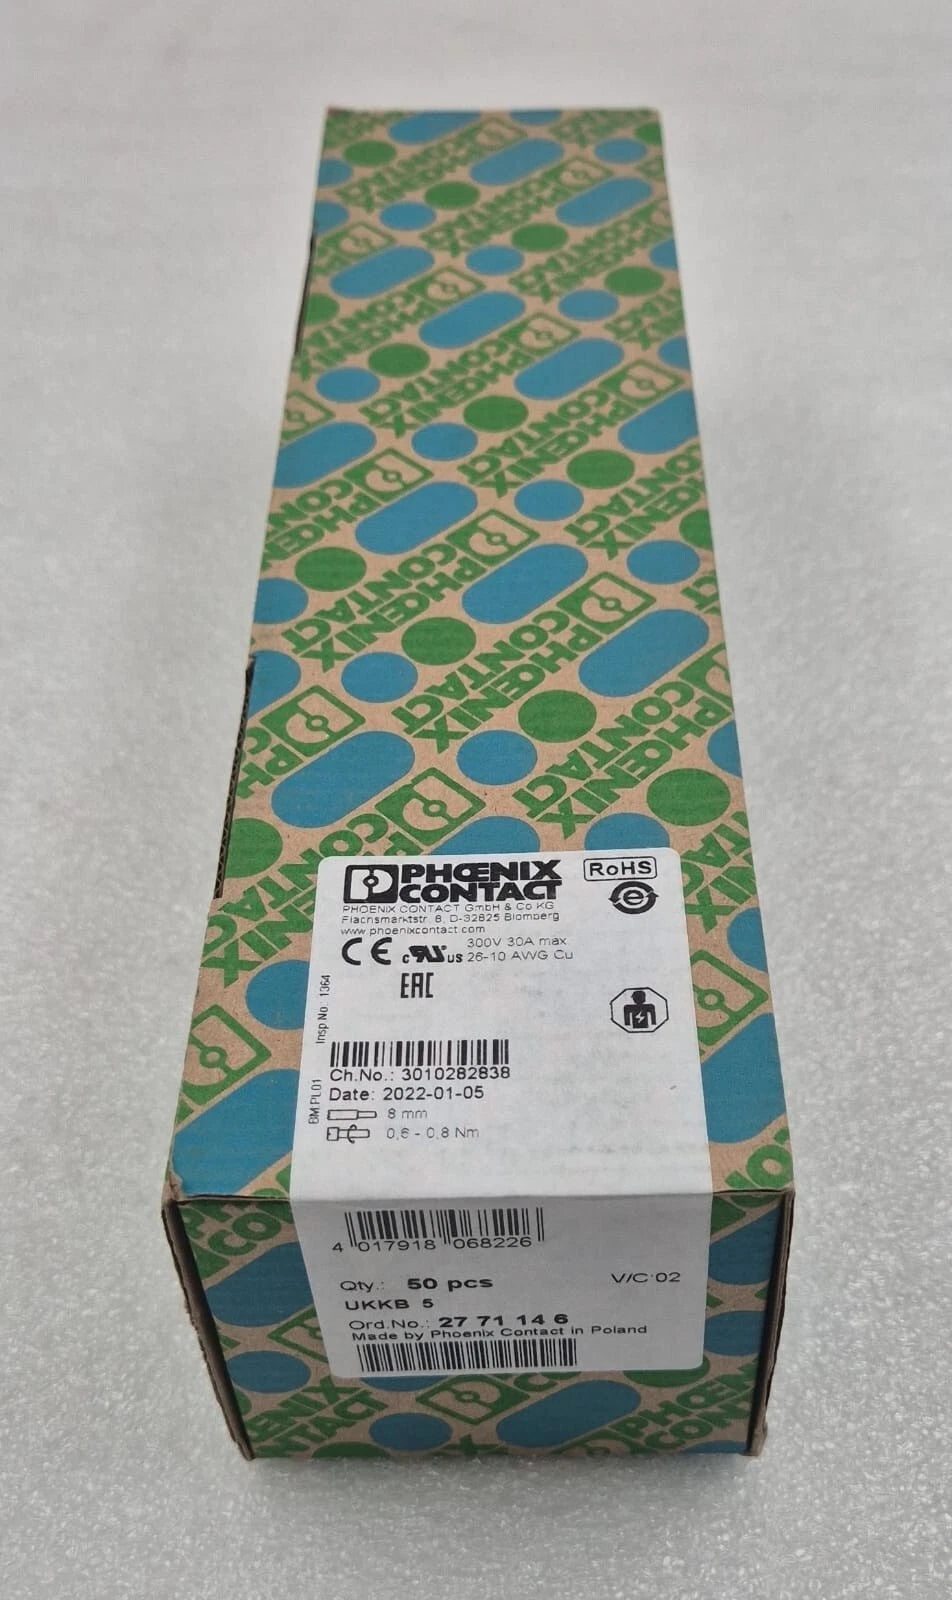 PHŒNIX
CONTACT
RoHS
e
PHOENIX CONTACT GmbH & Co KG
Flachsmarktstr. 8, D-32825 Blomberg
www.phoenixcontact.com
CE c RU US 300V 30A max.
26-10 AWG Cu
EAC
Insp.No.: 1364
BM:PL01
Ch.No.: 3010282838
Date: 2022-01-05
8 mm
0,6 - 0,8 Nm
4 017918 068226
Qty.: 50 pcs V/C:02
UKKB 5
Ord.No.: 27 71 14 6
Made by Phoenix Contact in Poland